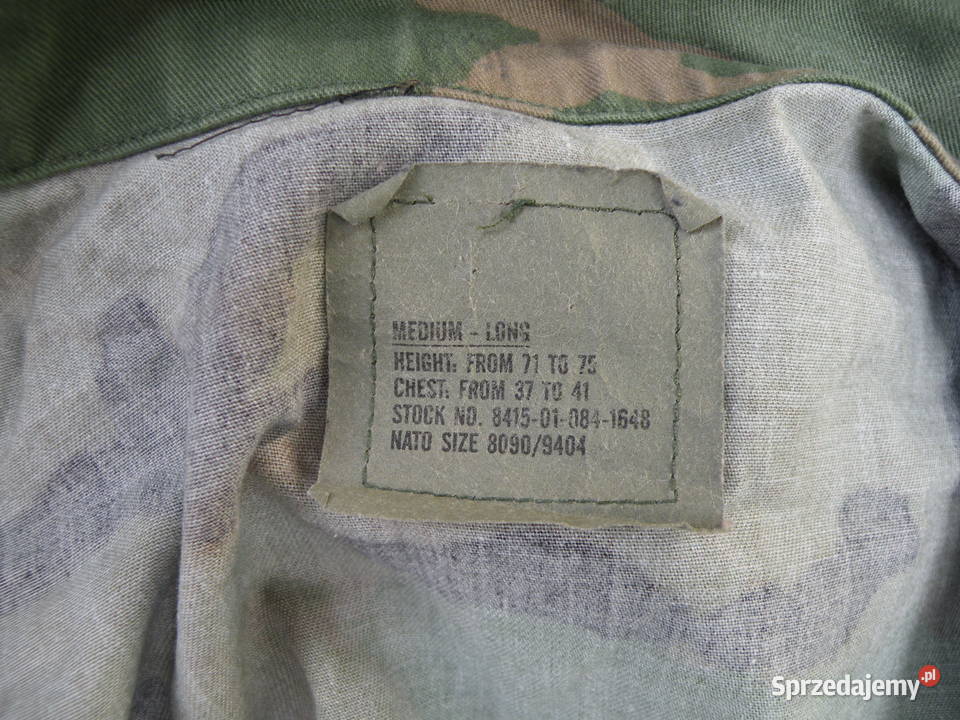 MEDIUM - LONG
HEIGHT: FROM 71 TO 75
CHEST: FROM 37 TO 41
STOCK NO. 8415-01-084-1648
NATO SIZE 8090/9404
Sprzedajemy.pl